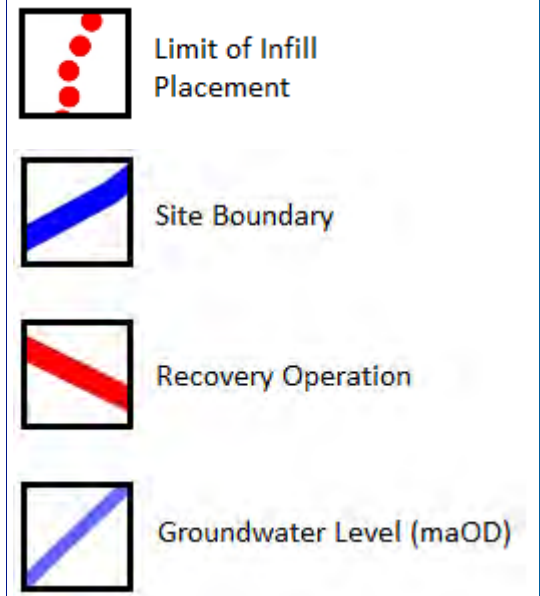 Limit of Infill
Placement
Site Boundary
Recovery Operation
Groundwater Level (maOD)